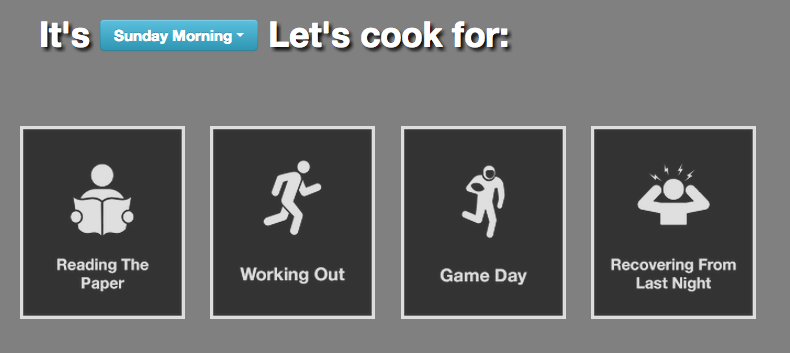 It's Sunday Morning Let's cook for:
Reading The
Paper
Working Out
Game Day
Recovering From
Last Night